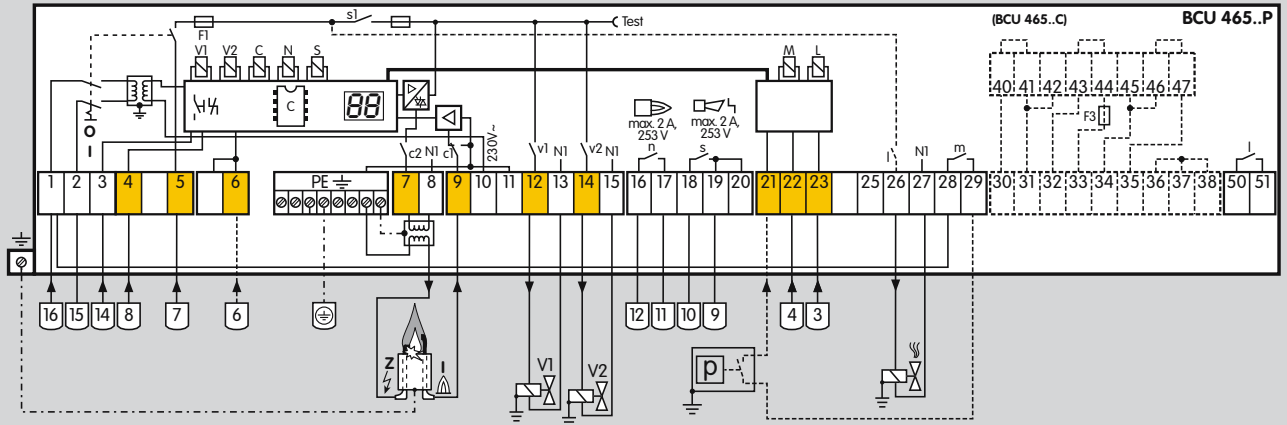 s1 Test (BCU 465..C) BCU 465..P
F1
V1 V2 C N S M L
40 41 42 43 44 45 46 47
C 88
F3
max. 2 A, 253 V max. 2 A, 253 V
O
I
c2 N1 c1 230V~ v1 N1 v2 N1 n s l N1 m l
1 2 3 4 5 6 PE 7 8 9 10 11 12 13 14 15 16 17 18 19 20 21 22 23 25 26 27 28 29 30 31 32 33 34 35 36 37 38 50 51
16 15 14 8 7 6 12 11 10 9 4 3
Z I V1 V2 p